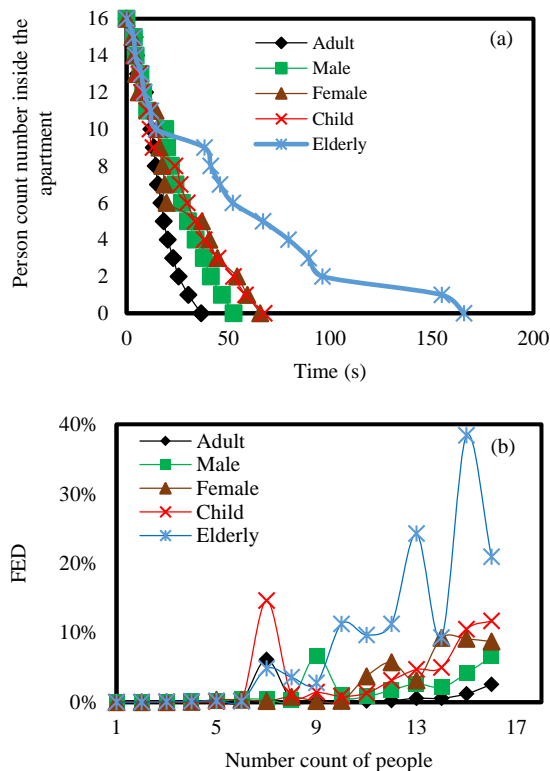 (a)
Adult
Male
Female
Child
Elderly
16
14
12
10
8
6
4
2
0
Person count number inside the
apartment
0 50 100 150 200
Time (s)
(b)
Adult
Male
Female
Child
Elderly
40%
30%
20%
10%
0%
FED
1 5 9 13 17
Number count of people